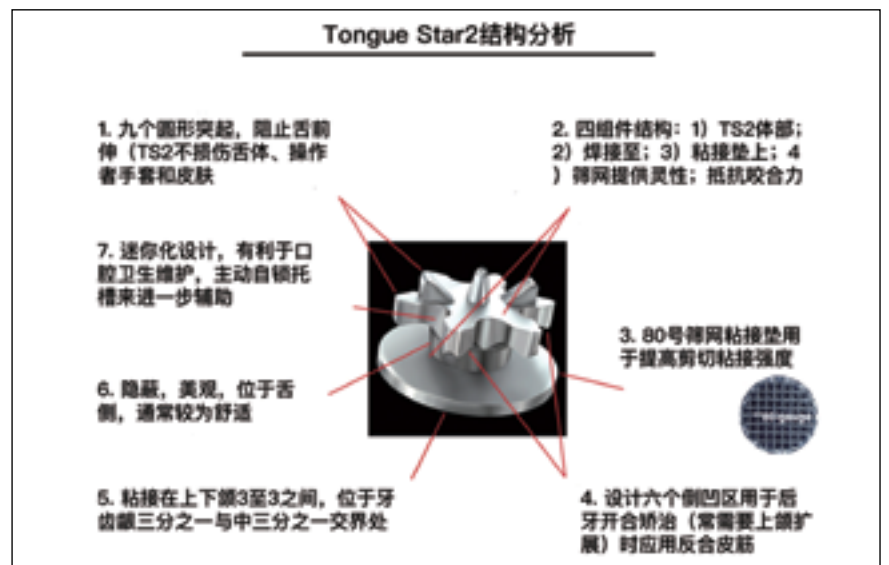 Tongue Star2结构分析
1. 九个圆形突起，阻止舌前
伸（TS2不损伤舌体、操作
者手套和皮肤
2. 四组件结构：1）TS2体部；
2）焊接至；3）粘接垫上；4
）筛网提供灵性；抵抗咬合力
7. 迷你化设计，有利于口
腔卫生维护，主动自锁托
槽来进一步辅助
3. 80号筛网粘接垫用
于提高剪切粘接强度
6. 隐蔽，美观，位于舌
侧，通常较为舒适
5. 粘接在上下颌3至3之间，位于牙
齿龈三分之一与中三分之一交界处
4. 设计六个倒凹区用于后
牙开合矫治（常需要上颌扩
展）时应用反合皮筋